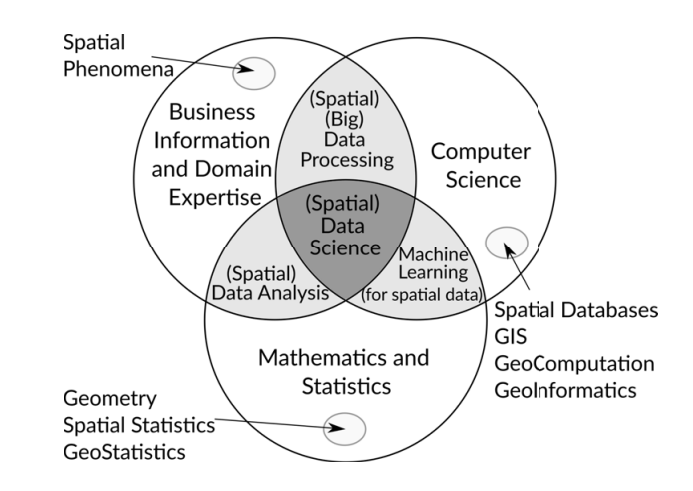 Spatial
Phenomena
Business
Information
and Domain
Expertise
(Spatial)
(Big)
Data
Processing
Computer
Science
(Spatial)
Data
Science
(Spatial)
Data Analysis
Machine
Learning
(for spatial data)
Spatial Databases
GIS
GeoComputation
GeoInformatics
Mathematics and
Statistics
Geometry
Spatial Statistics
GeoStatistics